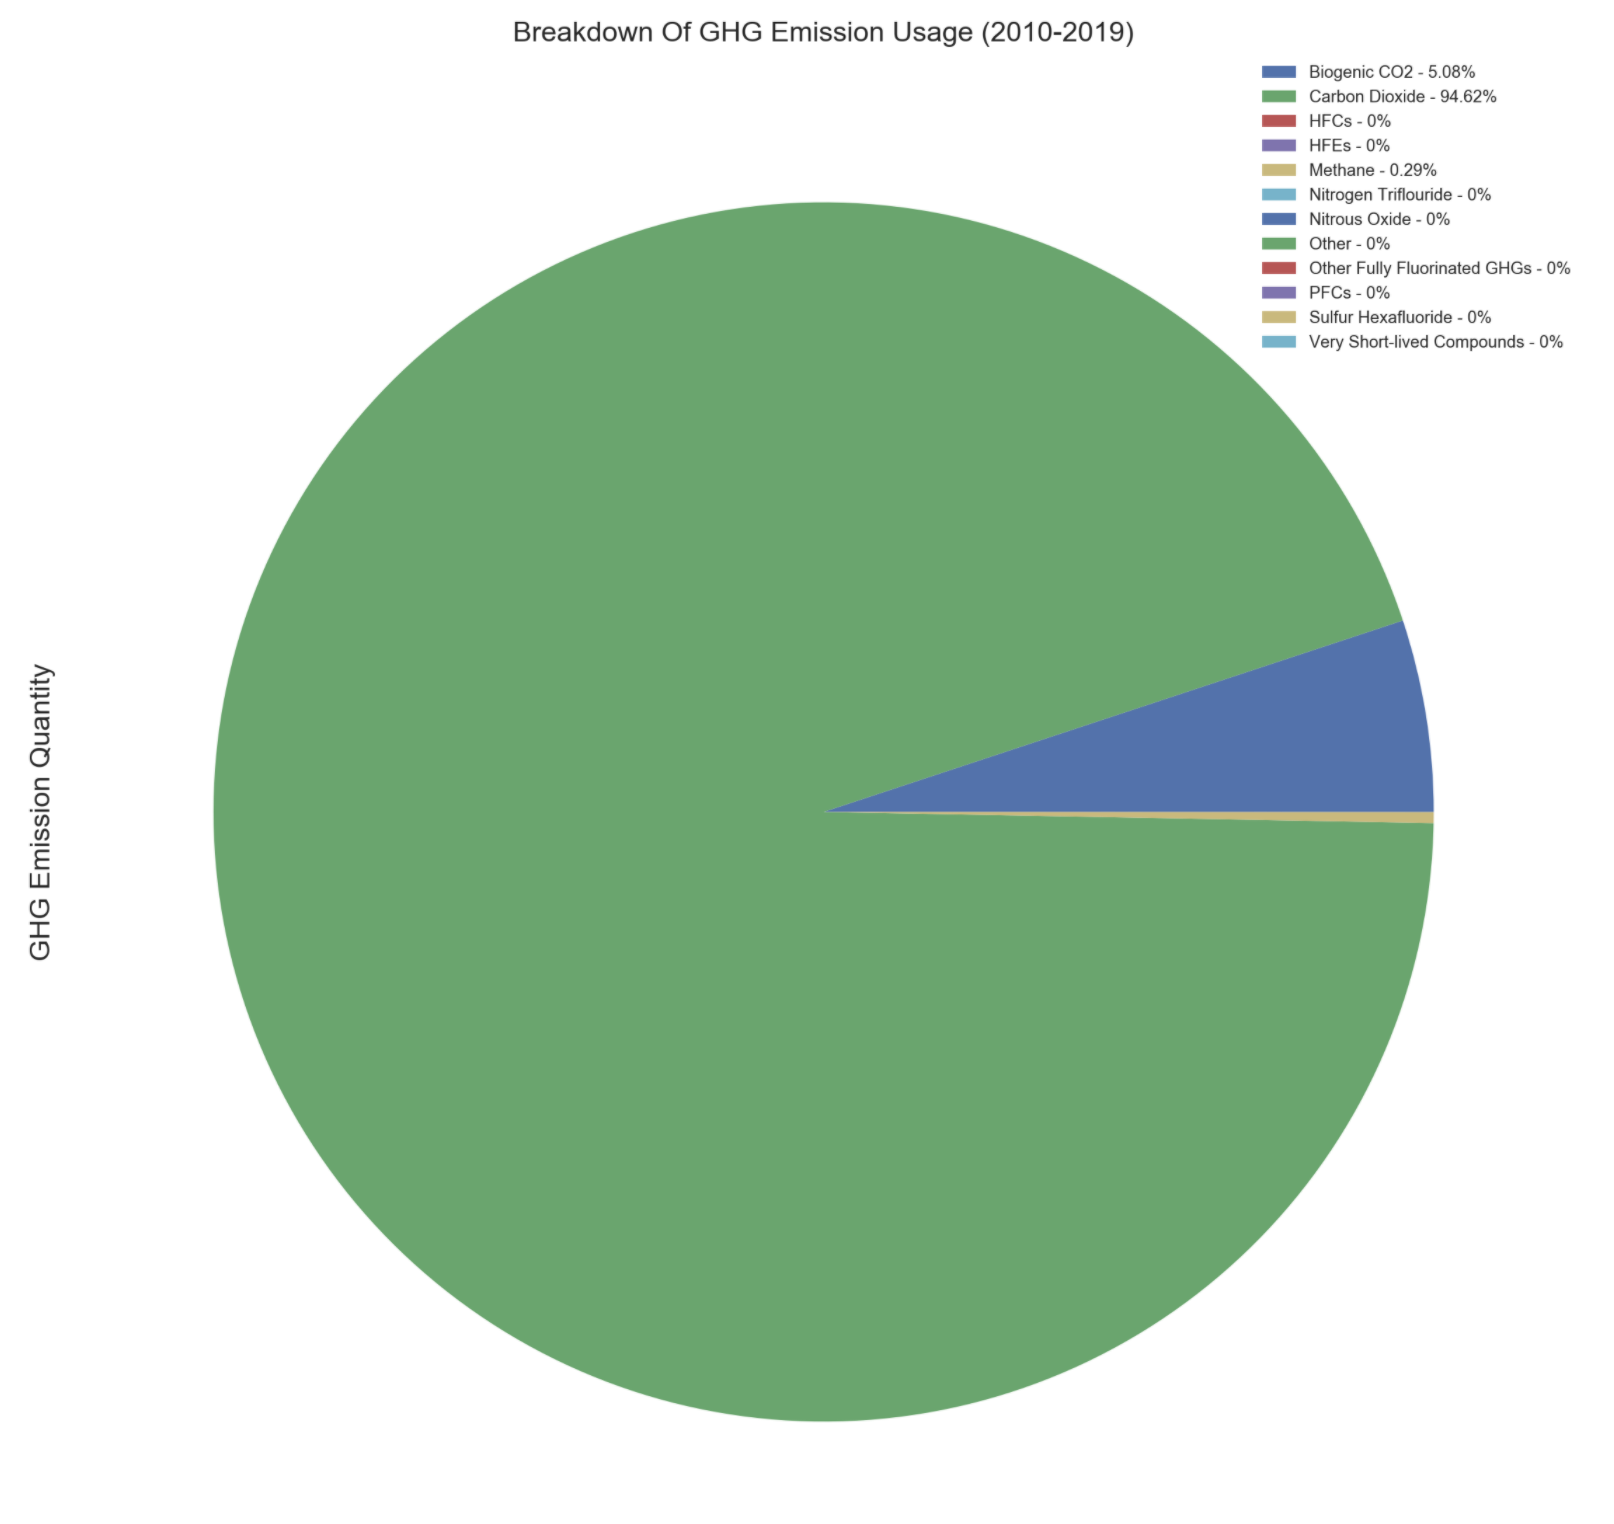 Breakdown Of GHG Emission Usage (2010-2019)
Biogenic CO2 - 5.08%
Carbon Dioxide - 94.62%
HFCs - 0%
HFEs - 0%
Methane - 0.29%
Nitrogen Triflouride - 0%
Nitrous Oxide - 0%
Other - 0%
Other Fully Fluorinated GHGs - 0%
PFCs - 0%
Sulfur Hexafluoride - 0%
Very Short-lived Compounds - 0%
GHG Emission Quantity